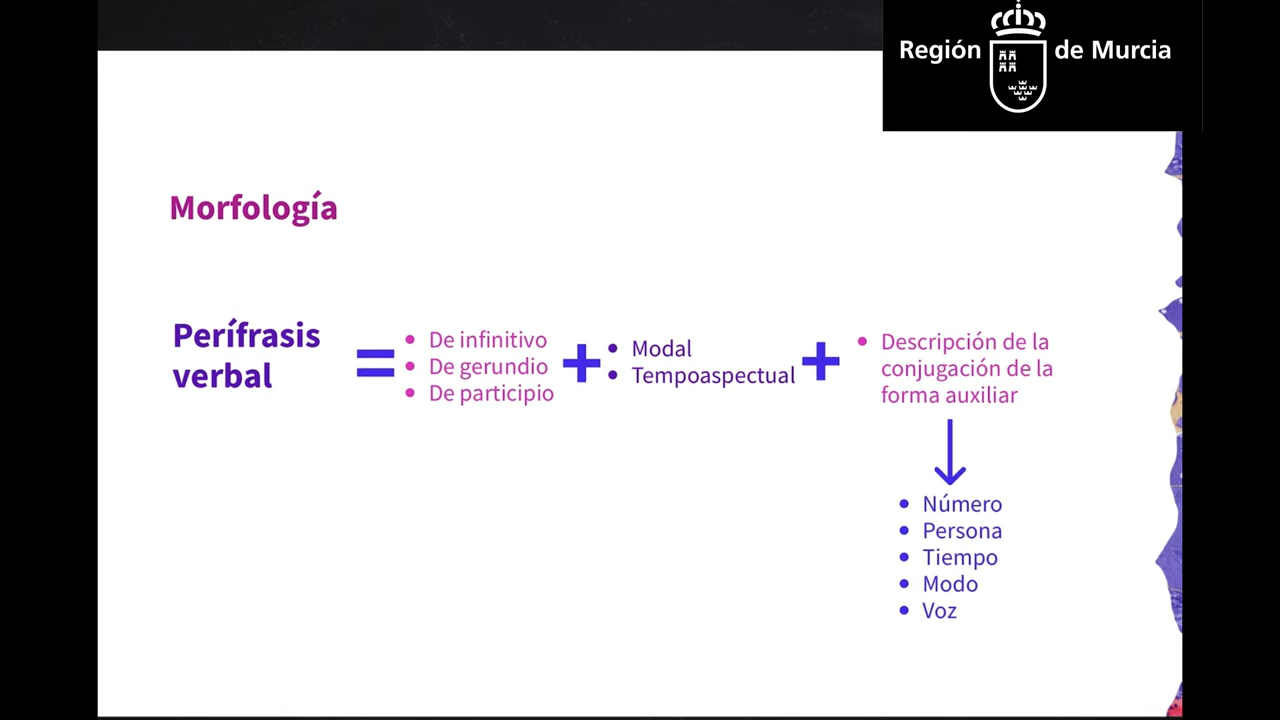 Región de Murcia
Morfología
Perífrasis
verbal
=
• De infinitivo
• De gerundio
• De participio
+
• Modal
• Tempoaspectual
+
• Descripción de la
conjugación de la
forma auxiliar
• Número
• Persona
• Tiempo
• Modo
• Voz